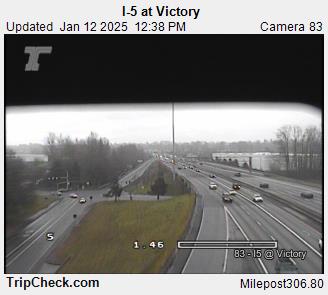 I-5 at Victory
Updated Jan 12 2025 12:38 PM Camera 83
S
1.46
83 - I5 @ Victory
TripCheck.com Milepost306.80